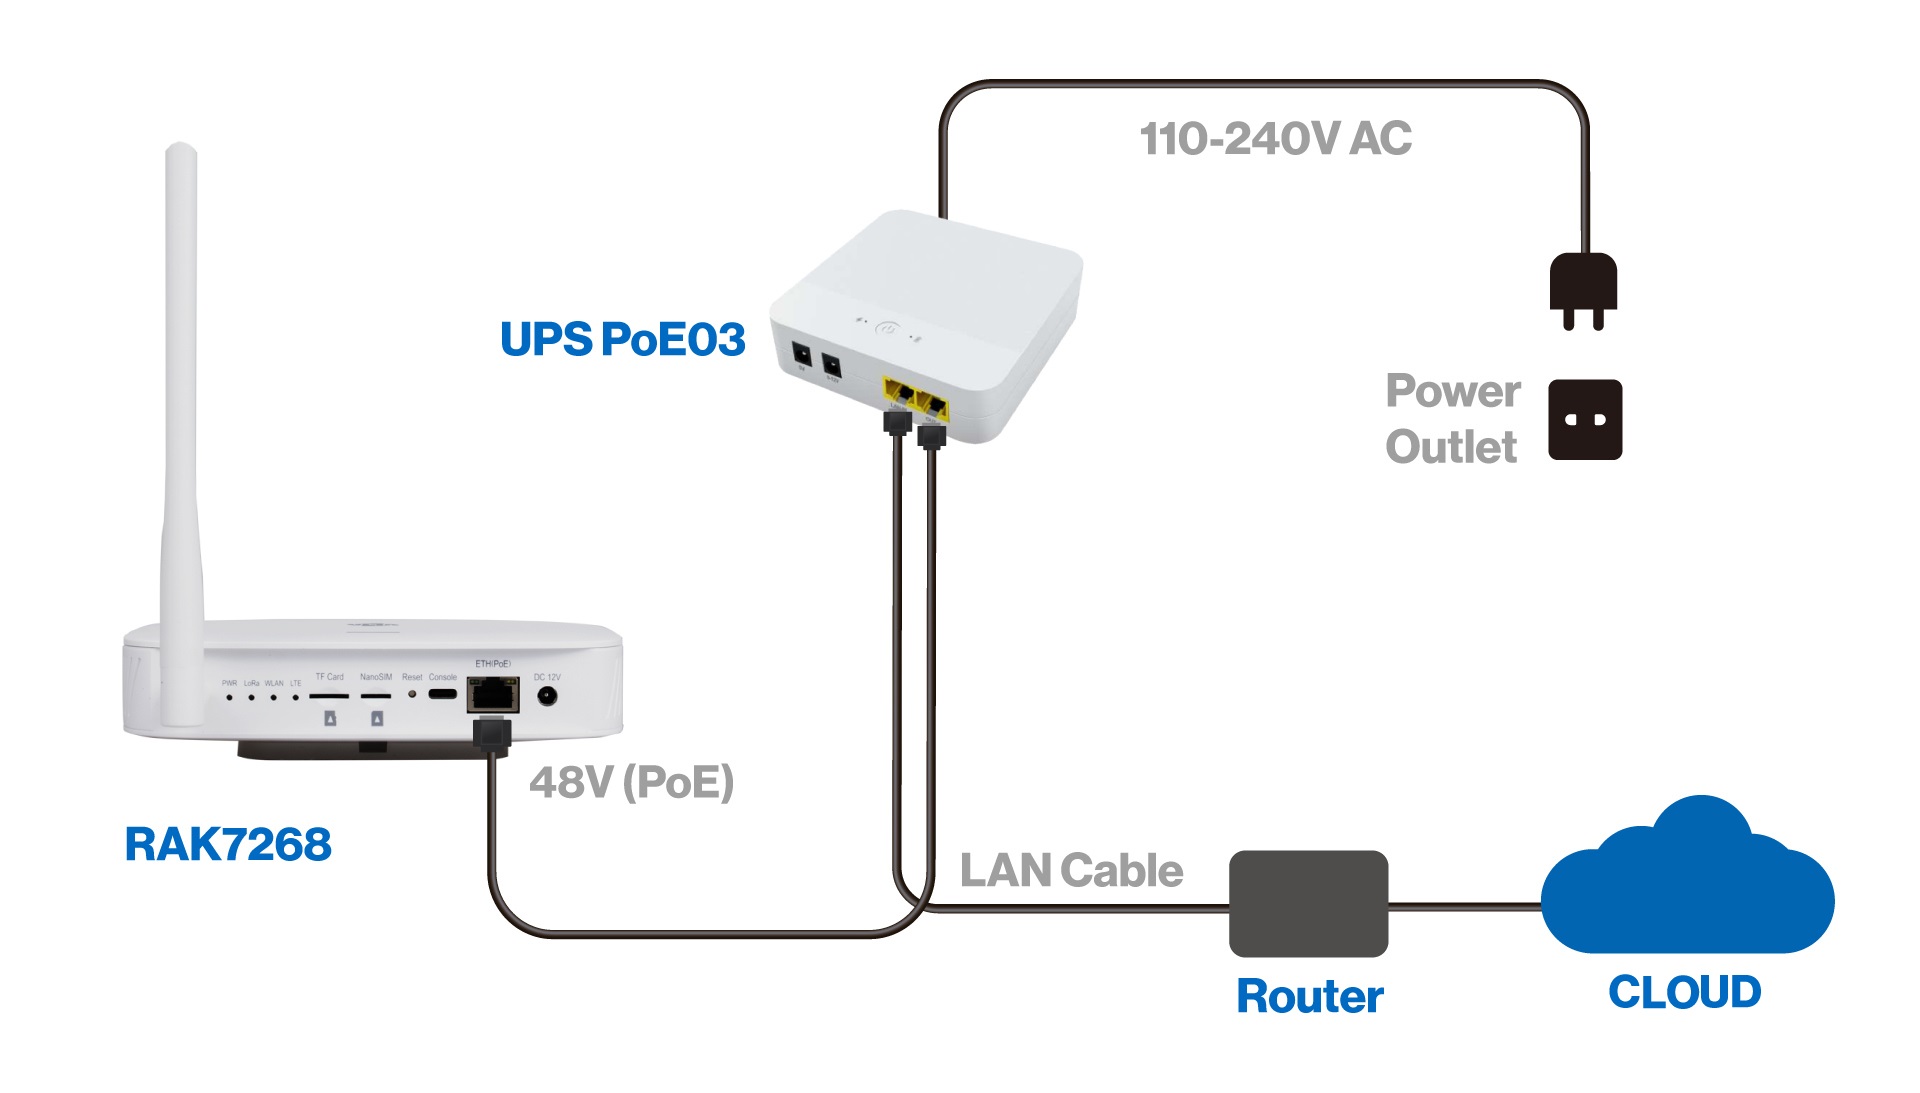 110-240V AC
UPS PoE03
Power
Outlet
ETH(PoE)
PWR LoRa WLAN LTE TF Card NanoSIM Reset Console DC 12V
48V (PoE)
RAK7268
LAN Cable
Router
CLOUD